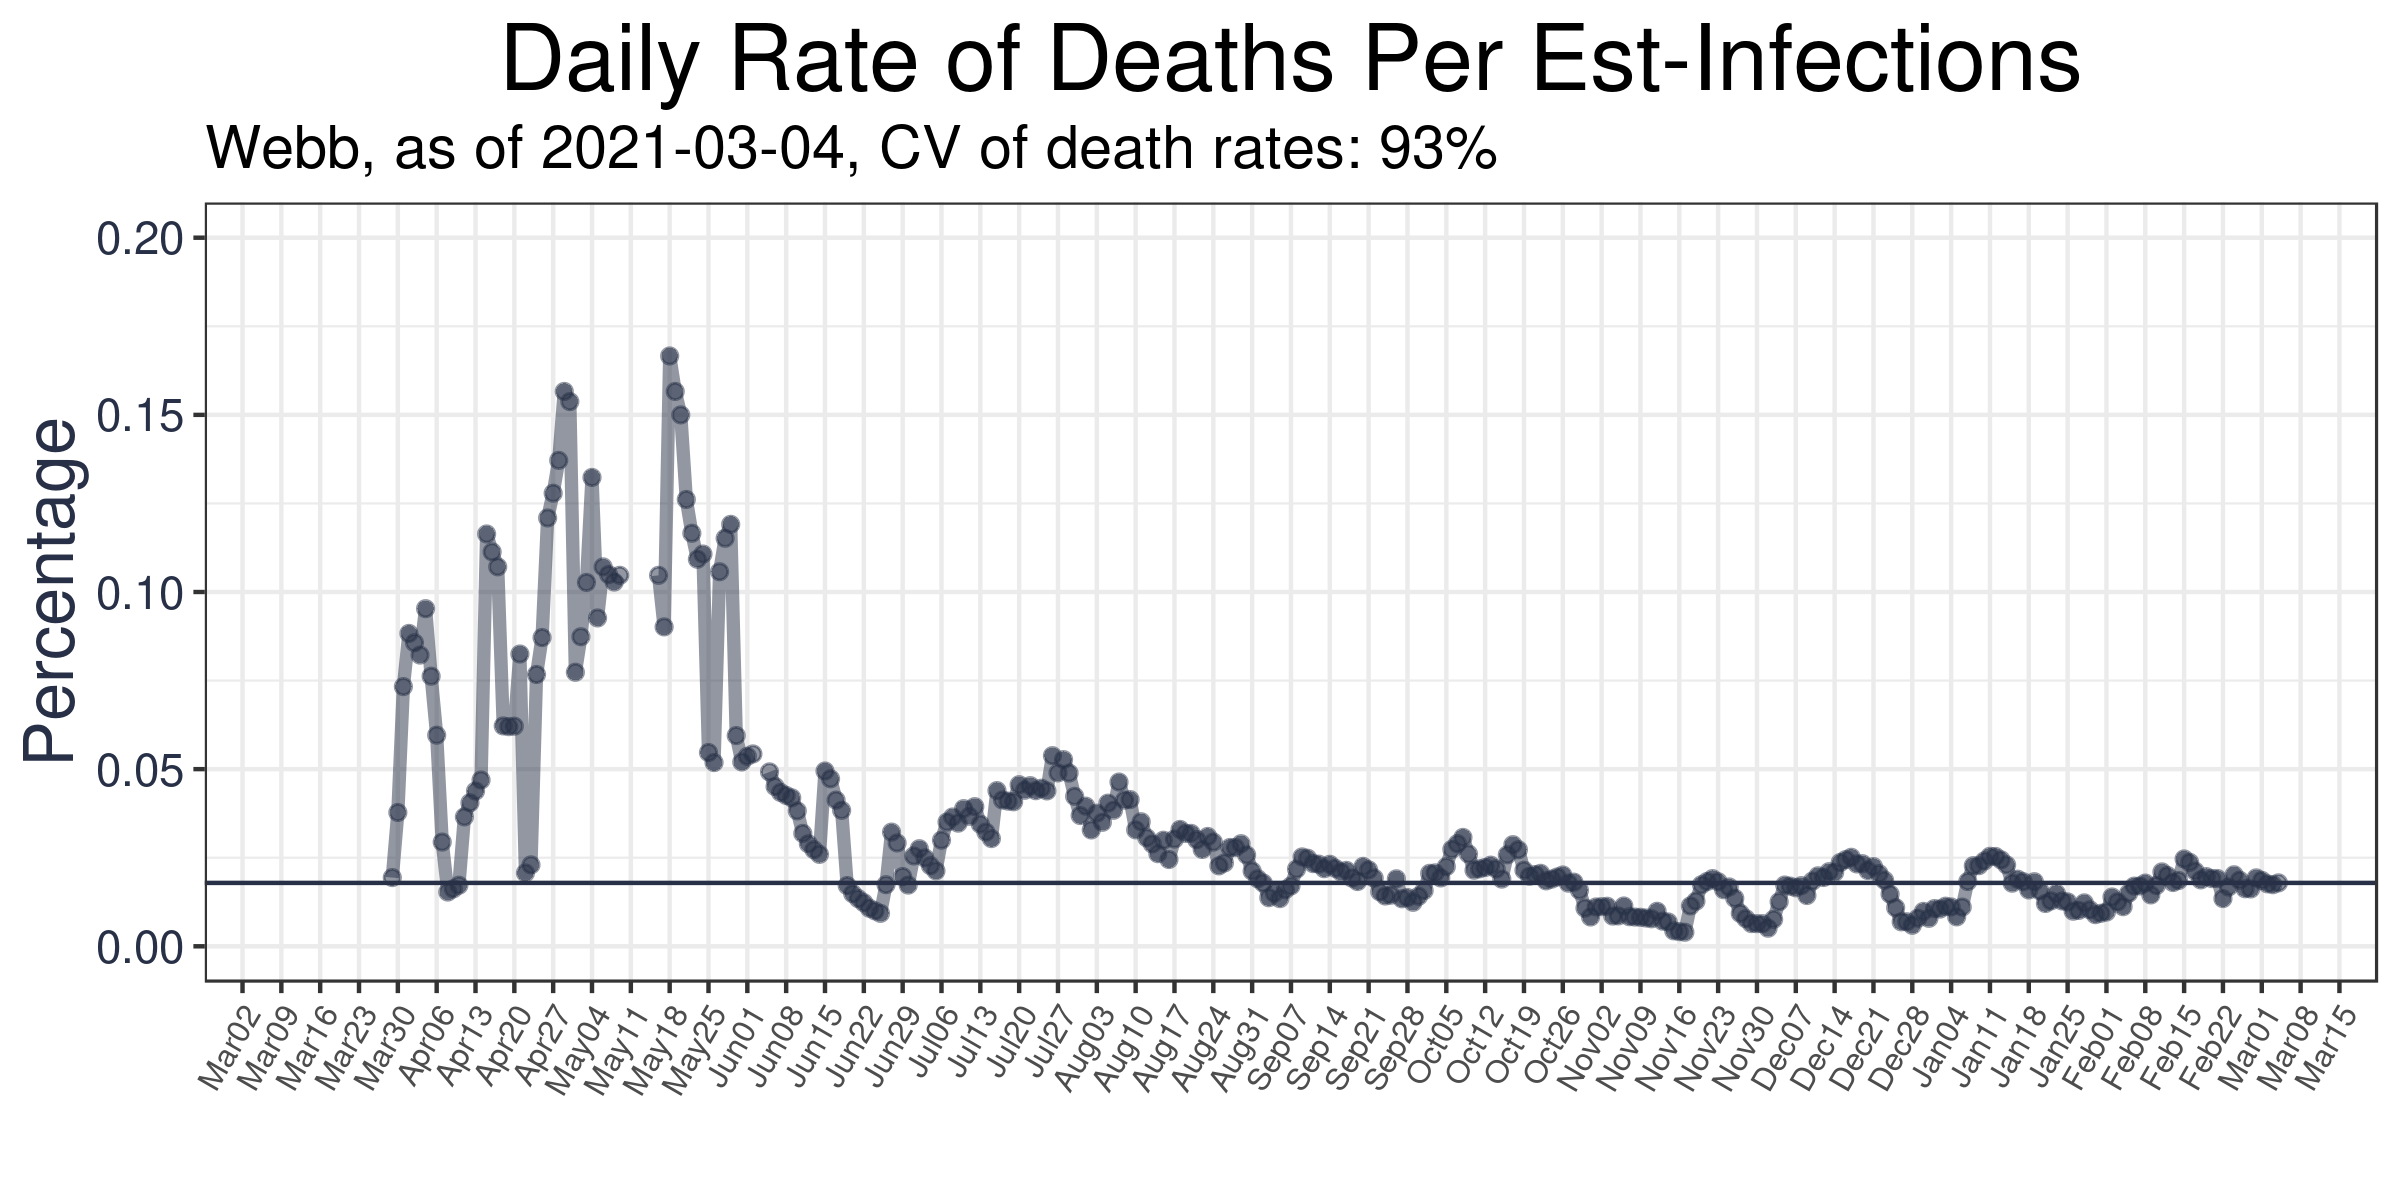 Daily Rate of Deaths Per Est-Infections
Webb, as of 2021-03-04, CV of death rates: 93%
Percentage
0.20
0.15
0.10
0.05
0.00
Mar02
Mar09
Mar16
Mar23
Mar30
Apr06
Apr13
Apr20
Apr27
May04
May11
May18
May25
Jun01
Jun08
Jun15
Jun22
Jun29
Jul06
Jul13
Jul20
Jul27
Aug03
Aug10
Aug17
Aug24
Aug31
Sep07
Sep14
Sep21
Sep28
Oct05
Oct12
Oct19
Oct26
Nov02
Nov09
Nov16
Nov23
Nov30
Dec07
Dec14
Dec21
Dec28
Jan04
Jan11
Jan18
Jan25
Feb01
Feb08
Feb15
Feb22
Mar01
Mar08
Mar15